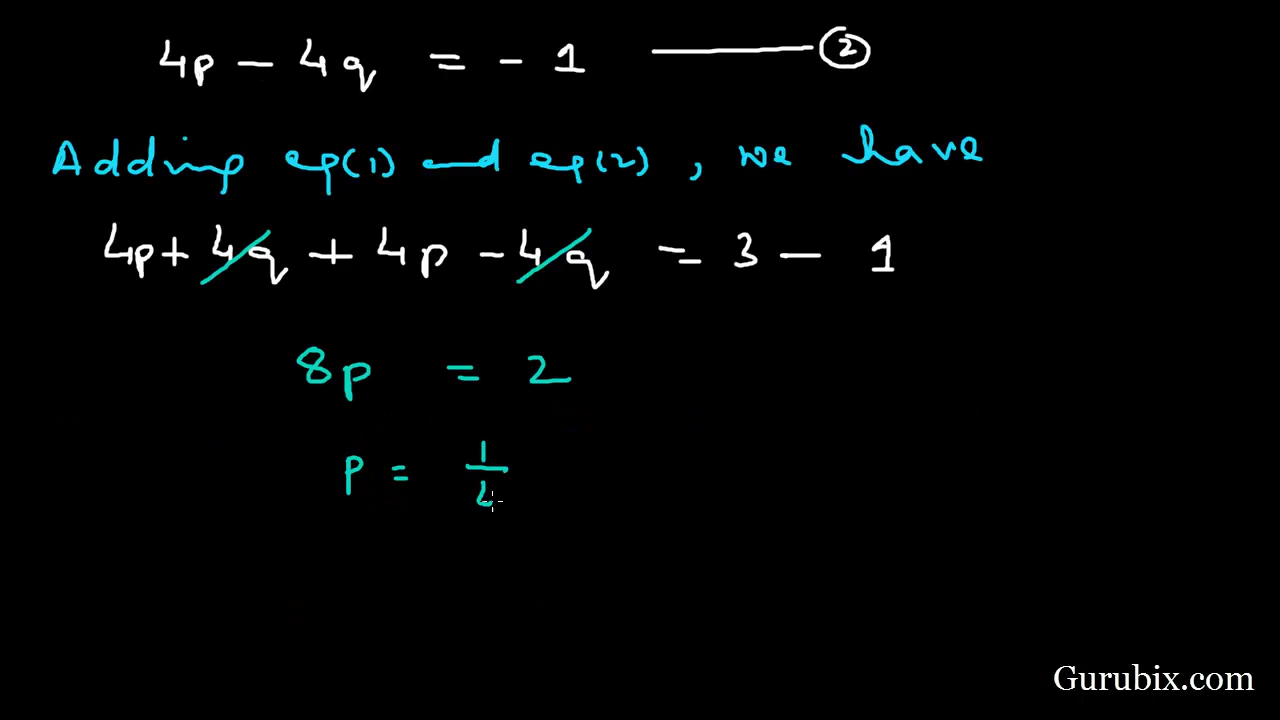 4p - 4q = - 1 ——— ②
Adding eq(1) and eq(2), we have
4p + 4q + 4p - 4q = 3 - 1
8p = 2
p = 1/4
Gurubix.com